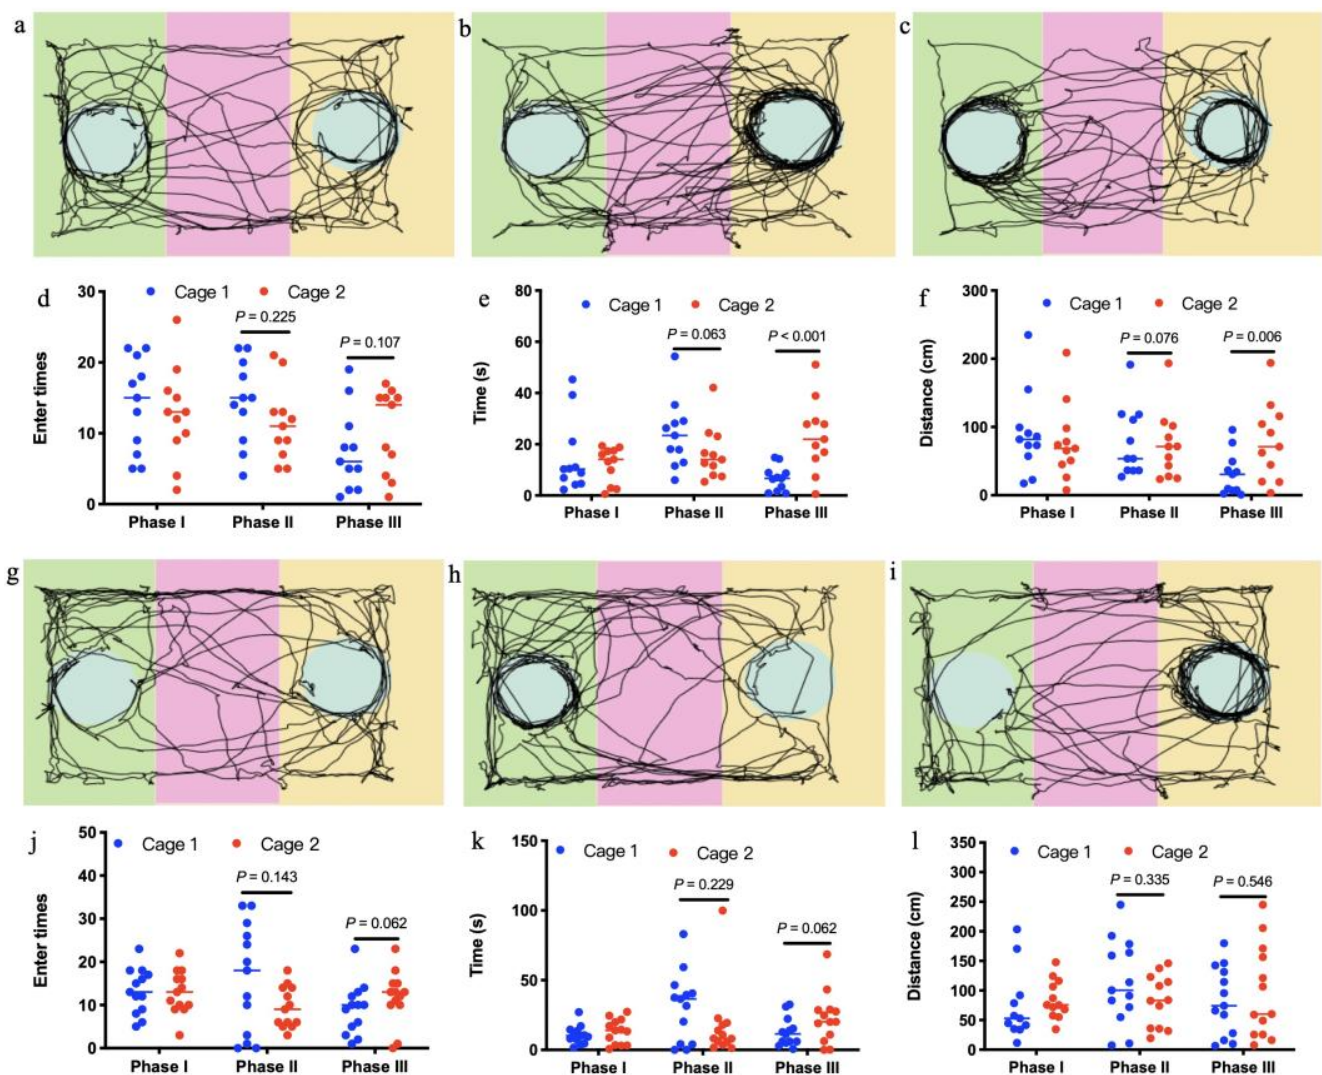 a
b
c
d
Enter times
30
20
10
0
Cage 1
Cage 2
P = 0.225
P = 0.107
Phase I
Phase II
Phase III
e
Time (s)
80
60
40
20
0
Cage 1
Cage 2
P = 0.063
P < 0.001
Phase I
Phase II
Phase III
f
Distance (cm)
300
200
100
0
Cage 1
Cage 2
P = 0.076
P = 0.006
Phase I
Phase II
Phase III
g
h
i
j
Enter times
50
40
30
20
10
0
Cage 1
Cage 2
P = 0.143
P = 0.062
Phase I
Phase II
Phase III
k
Time (s)
150
100
50
0
Cage 1
Cage 2
P = 0.229
P = 0.062
Phase I
Phase II
Phase III
l
Distance (cm)
350
300
250
200
150
100
50
0
Cage 1
Cage 2
P = 0.335
P = 0.546
Phase I
Phase II
Phase III